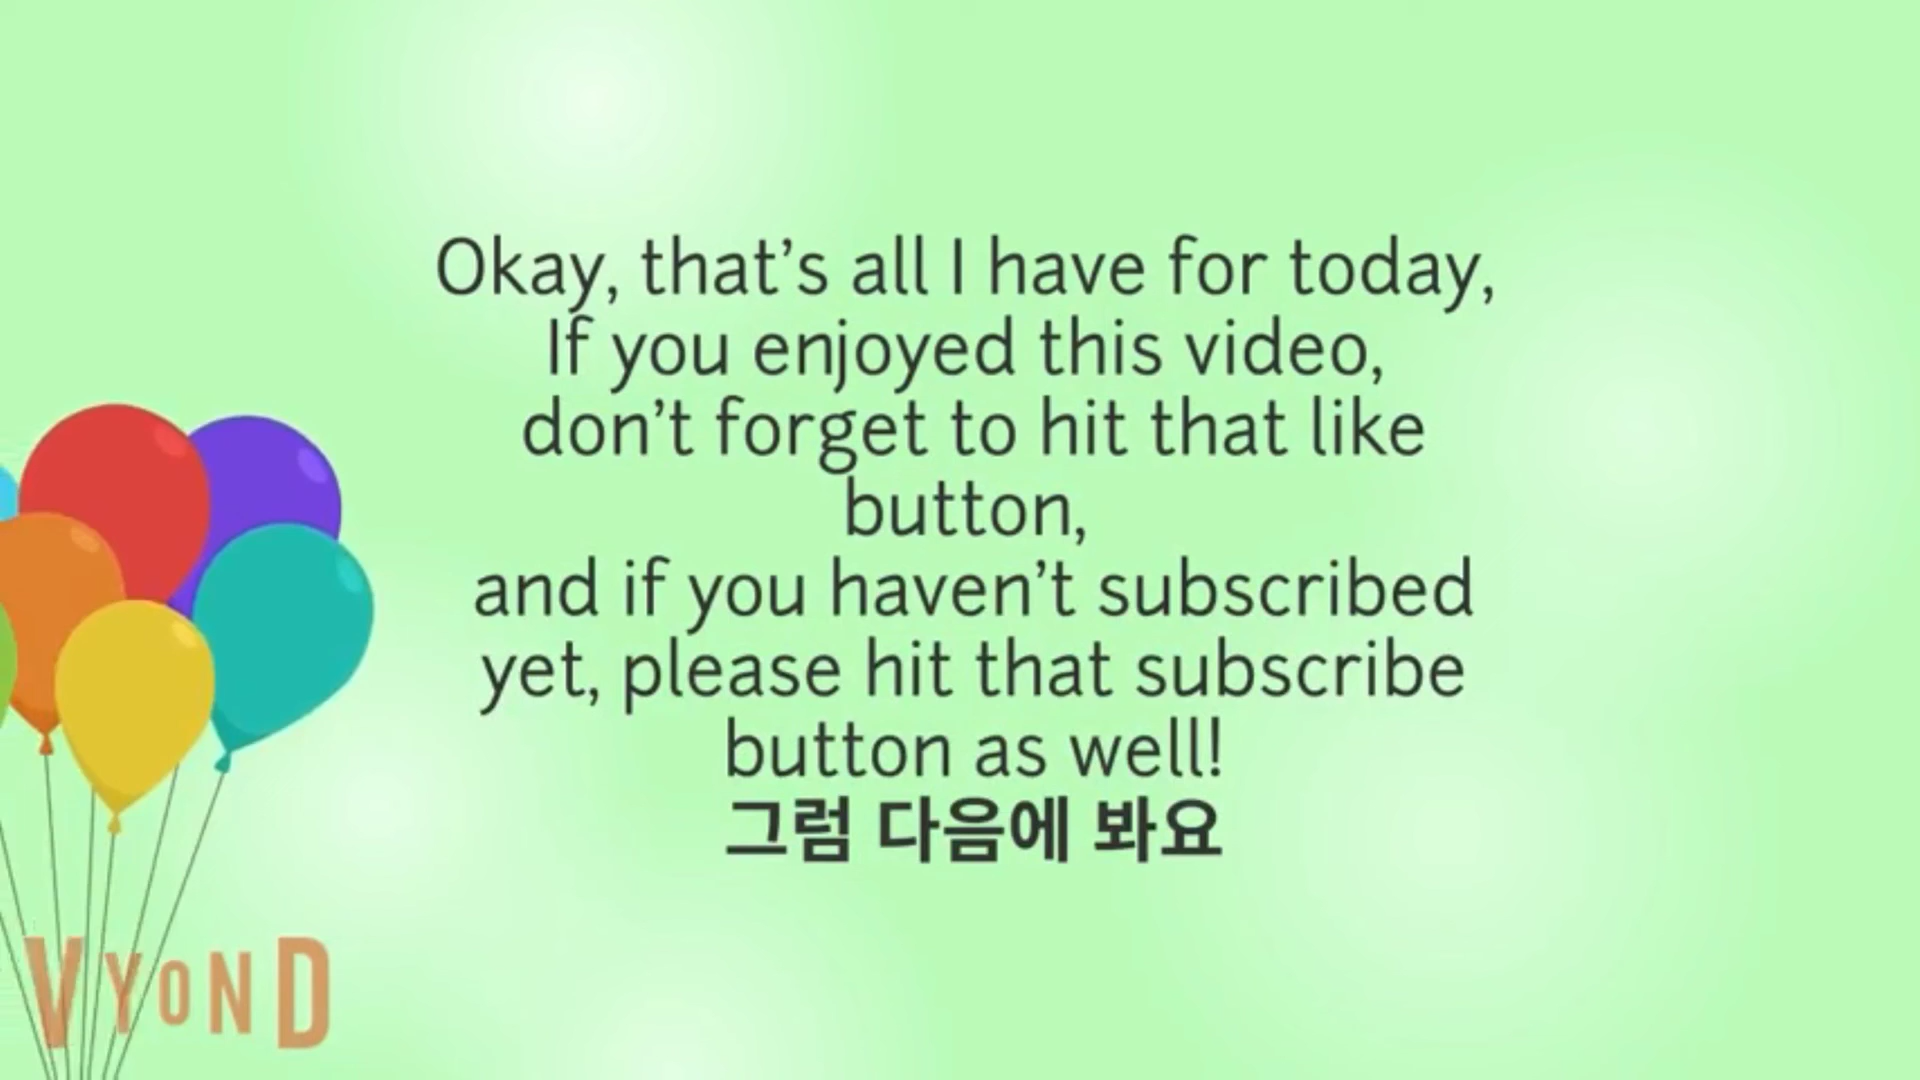 Okay, that’s all I have for today,
If you enjoyed this video,
don’t forget to hit that like
button,
and if you haven’t subscribed
yet, please hit that subscribe
button as well!
그럼 다음에 봐요
VYOND